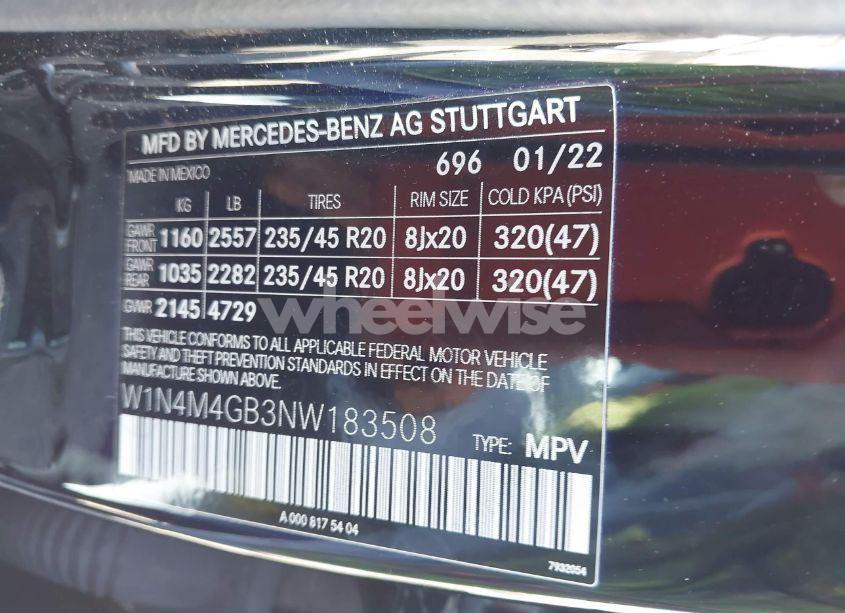 MFD BY MERCEDES-BENZ AG STUTTGART
MADE IN MEXICO 696 01/22
KG LB TIRES RIM SIZE COLD KPA (PSI)
GAWR FRONT 1160 2557 235/45 R20 8Jx20 320(47)
GAWR REAR 1035 2282 235/45 R20 8Jx20 320(47)
GVWR 2145 4729
wheelwise
THIS VEHICLE CONFORMS TO ALL APPLICABLE FEDERAL MOTOR VEHICLE
SAFETY AND THEFT PREVENTION STANDARDS IN EFFECT ON THE DATE OF
MANUFACTURE SHOWN ABOVE.
W1N4M4GB3NW183508
TYPE: MPV
A 000 817 54 04
7932054